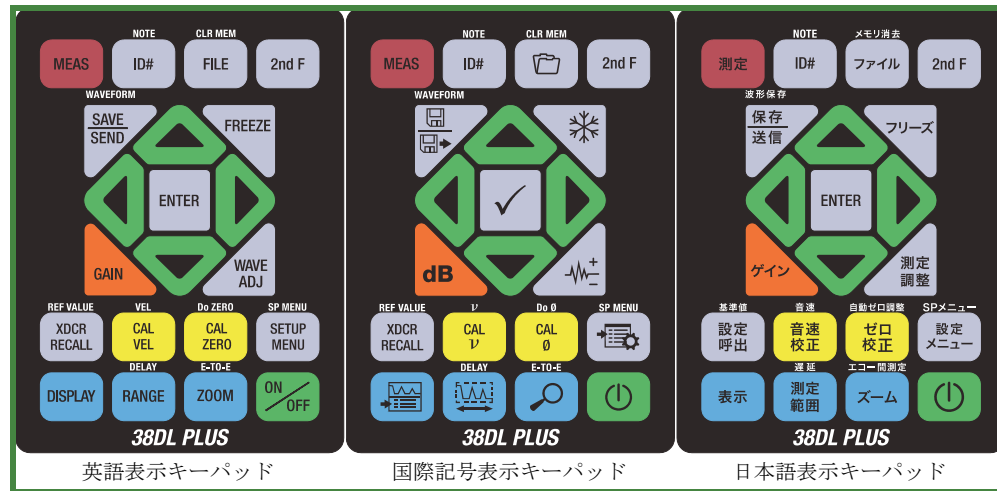 NOTE CLR MEM
MEAS ID# FILE 2nd F
WAVEFORM
SAVE
SEND
FREEZE
ENTER
GAIN
WAVE
ADJ
REF VALUE VEL Do ZERO SP MENU
XDCR
RECALL
CAL
VEL
CAL
ZERO
SETUP
MENU
DELAY E-TO-E
DISPLAY RANGE ZOOM ON/OFF
38DL PLUS
英語表示キーパッド
NOTE CLR MEM
MEAS ID# 2nd F
WAVEFORM
dB
+
−
REF VALUE ν Do Ø SP MENU
XDCR
RECALL
CAL
ν
CAL
Ø
DELAY E-TO-E
38DL PLUS
国際記号表示キーパッド
NOTE メモリ消去
測定 ID# ファイル 2nd F
波形保存
保存
送信
フリーズ
ENTER
ゲイン
測定
調整
基準値 音速 自動ゼロ調整 SPメニュー
設定
呼出
音速
校正
ゼロ
校正
設定
メニュー
遅延 エコー間測定
表示
測定
範囲
ズーム
38DL PLUS
日本語表示キーパッド